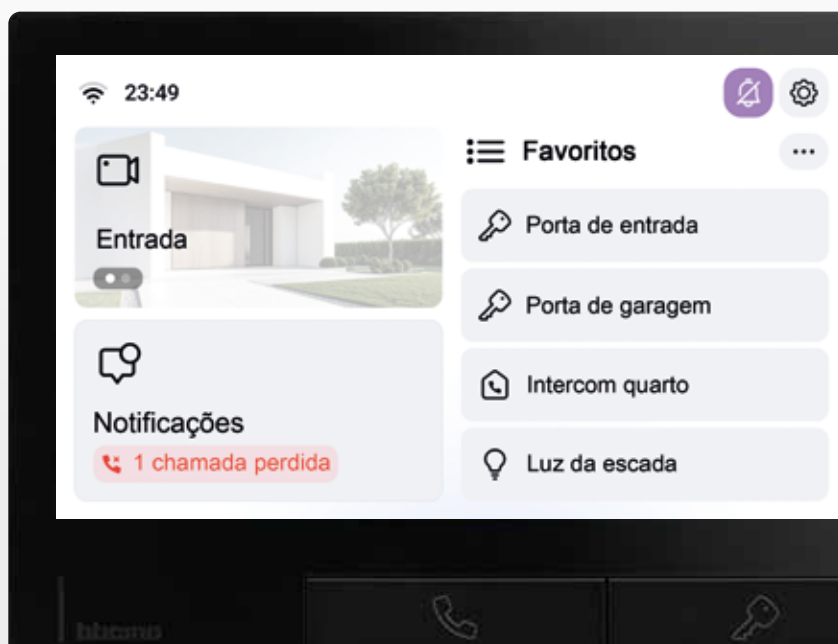 23:49
Entrada
Notificações
1 chamada perdida
Favoritos
Porta de entrada
Porta de garagem
Intercom quarto
Luz da escada
bticino